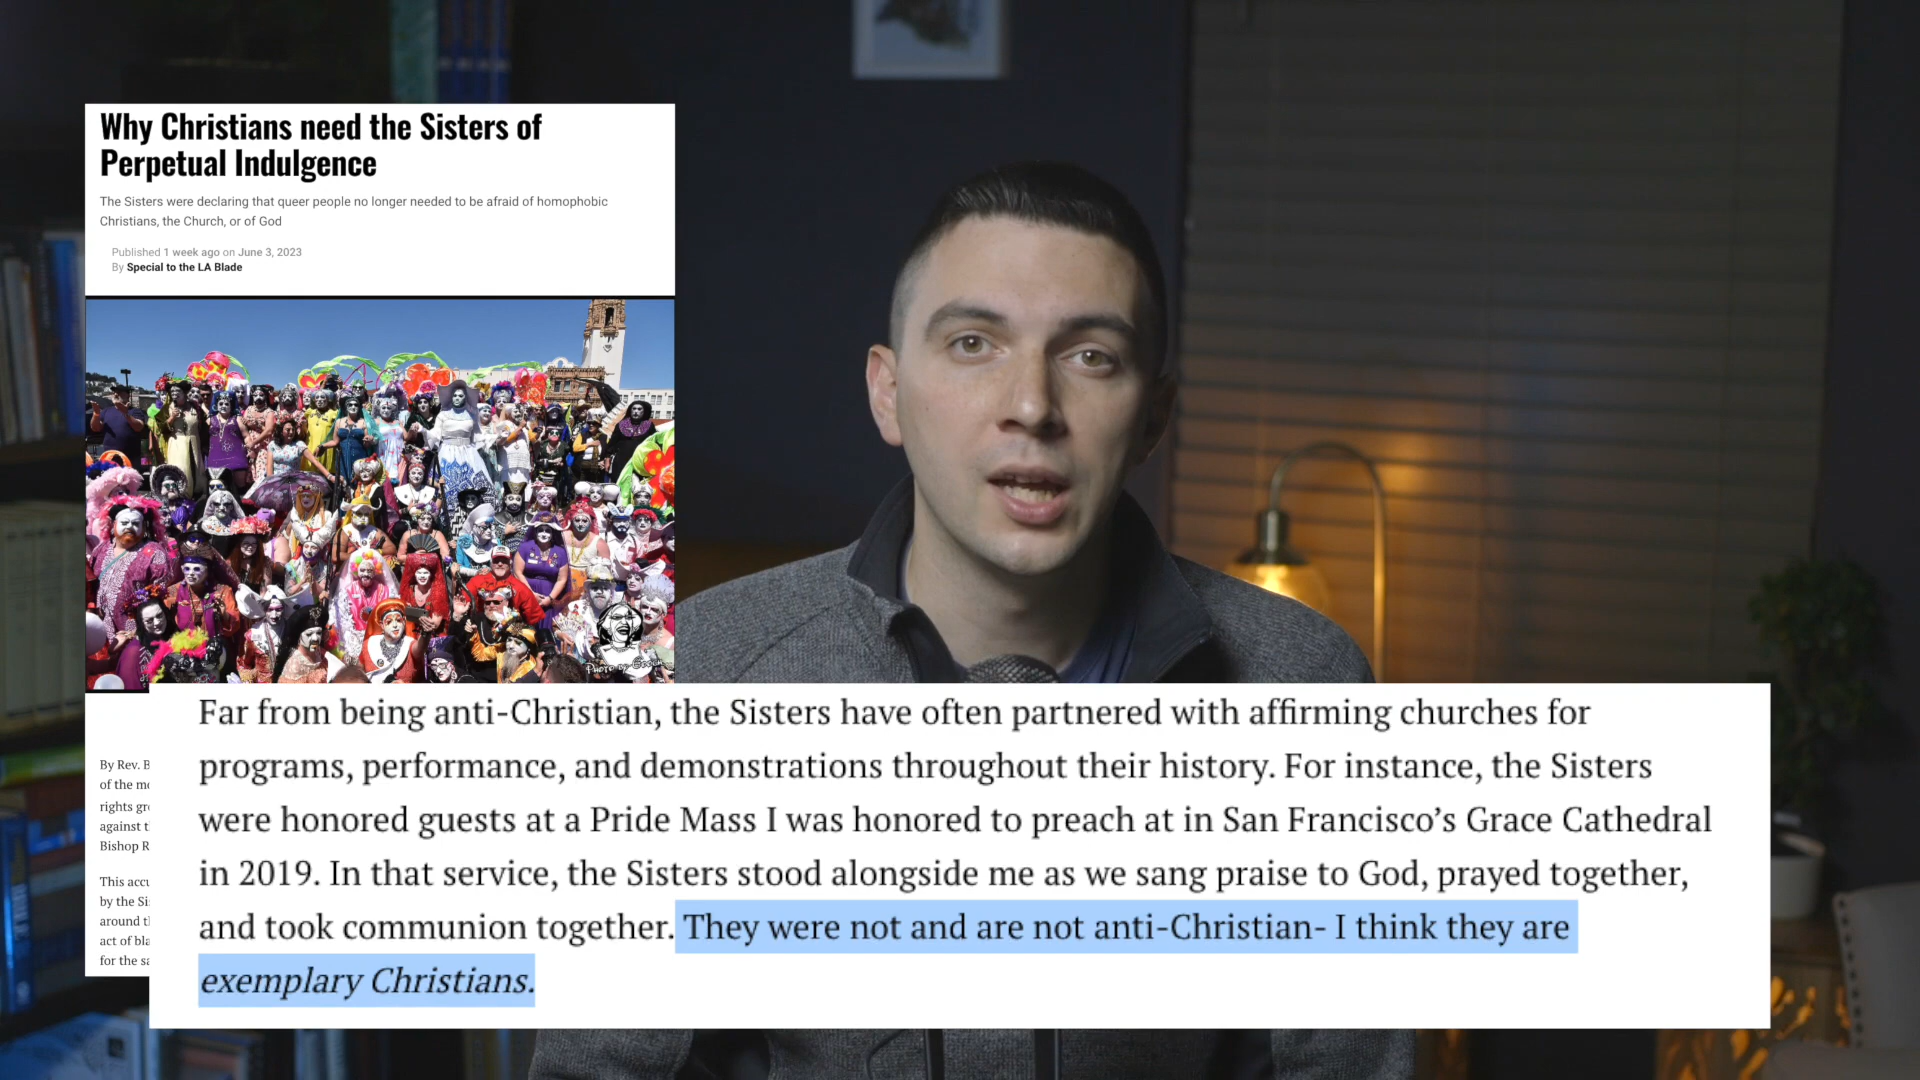 Why Christians need the Sisters of
Perpetual Indulgence
The Sisters were declaring that queer people no longer needed to be afraid of homophobic
Christians, the Church, or of God
Published 1 week ago on June 3, 2023
By Special to the LA Blade
PHOTO BY
By Rev. B
of the
rights
against
Bishop R
This
by the
around
act of
for the
Far from being anti-Christian, the Sisters have often partnered with affirming churches for
programs, performance, and demonstrations throughout their history. For instance, the Sisters
were honored guests at a Pride Mass I was honored to preach at in San Francisco’s Grace Cathedral
in 2019. In that service, the Sisters stood alongside me as we sang praise to God, prayed together,
and took communion together. They were not and are not anti-Christian- I think they are
exemplary Christians.